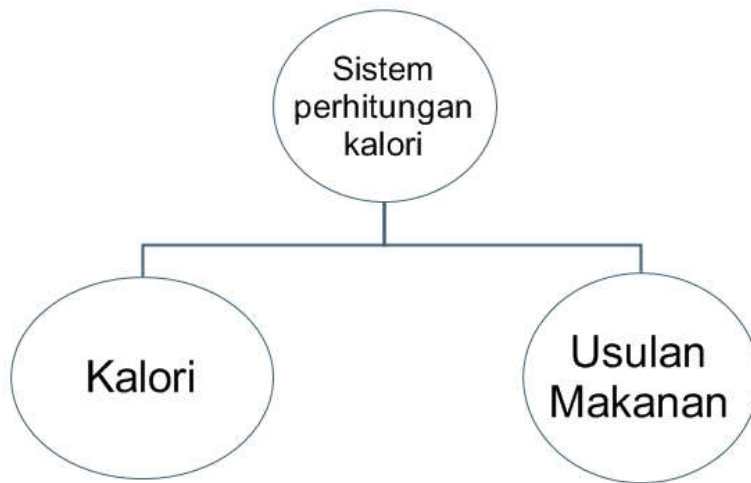 Sistem
perhitungan
kalori
Kalori
Usulan
Makanan